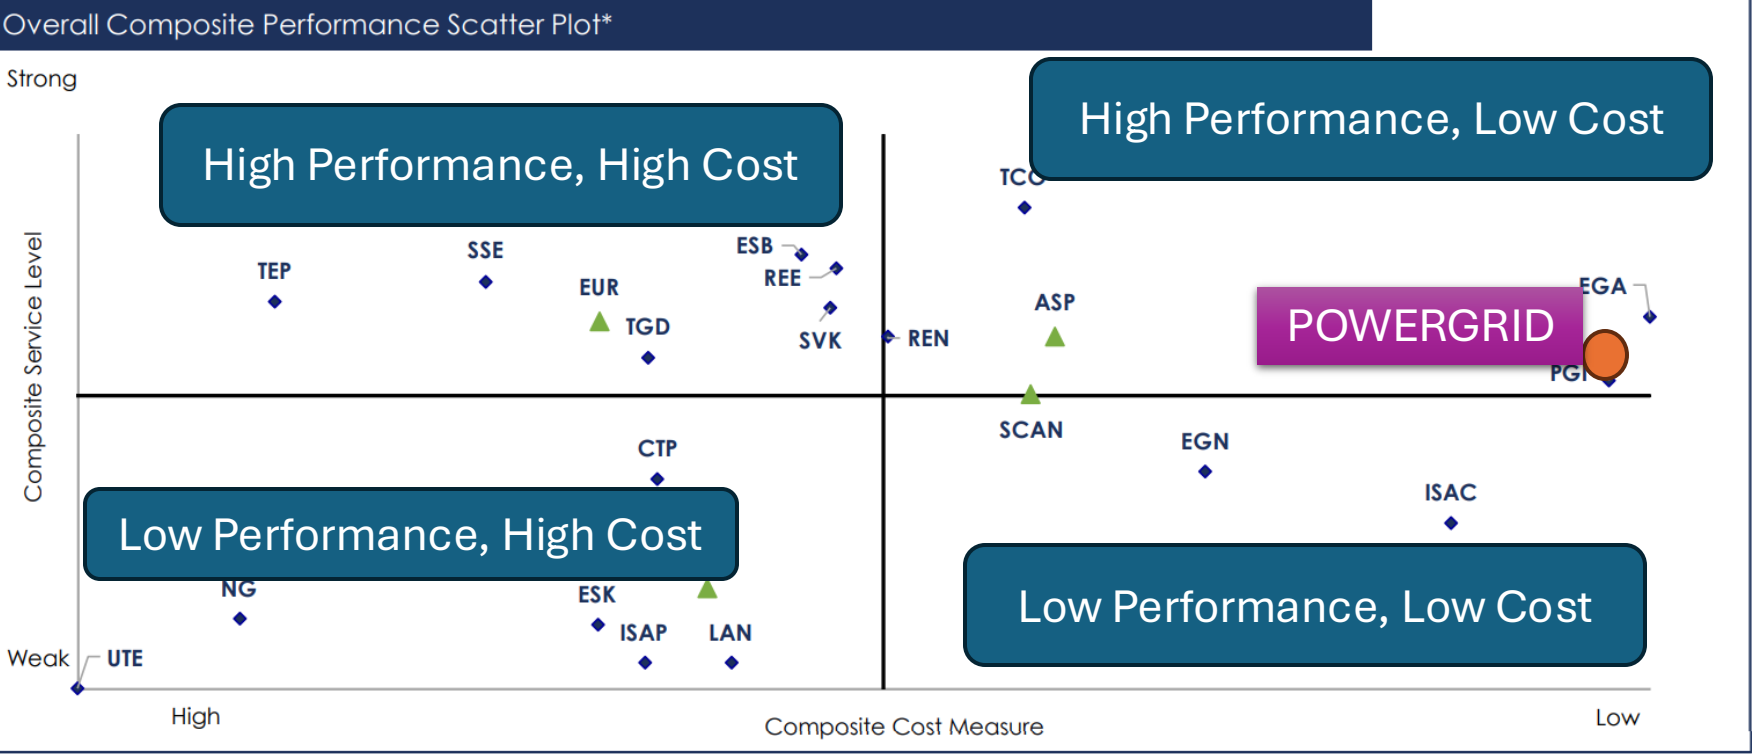 Overall Composite Performance Scatter Plot*
Strong
High Performance, Low Cost
High Performance, High Cost
TCO
ESB
SSE
TEP
REE
EUR
EGA
ASP
TGD
POWERGRID
SVK
REN
PGI
Composite Service Level
SCAN
EGN
CTP
ISAC
Low Performance, High Cost
NG
ESK
Low Performance, Low Cost
ISAP
LAN
Weak
UTE
High
Composite Cost Measure
Low